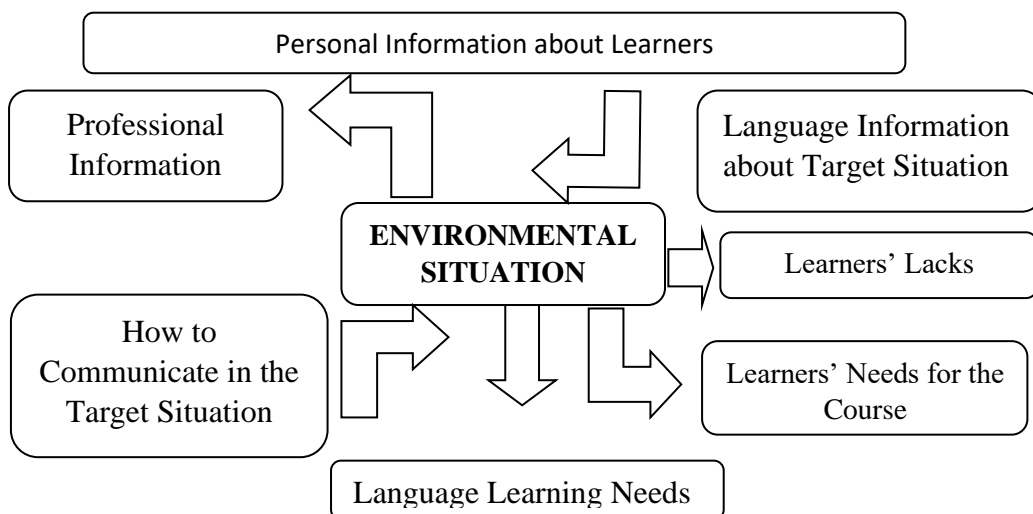 Personal Information about Learners
Professional
Information
Language Information
about Target Situation
ENVIRONMENTAL
SITUATION
Learners’ Lacks
How to
Communicate in the
Target Situation
Learners’ Needs for the
Course
Language Learning Needs